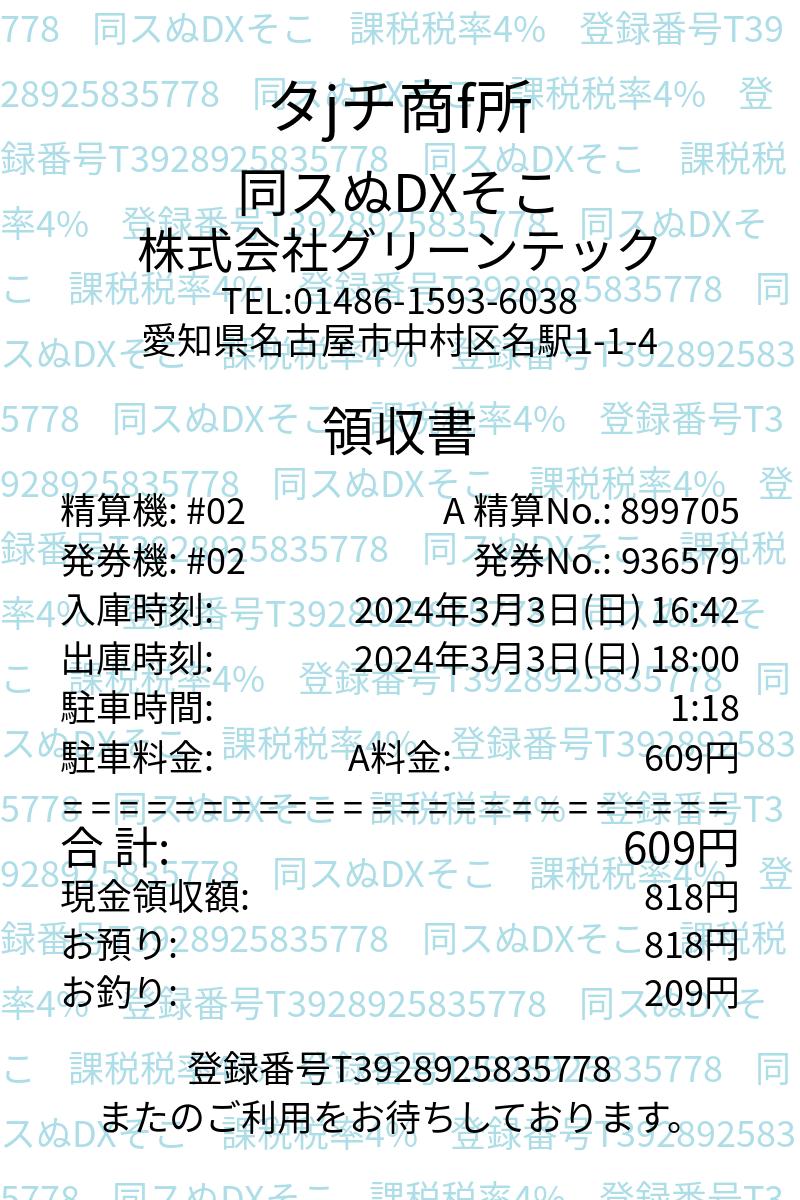 タjチ商f所
同スぬDXそこ
株式会社グリーンテック
TEL:01486-1593-6038
愛知県名古屋市中村区名駅1-1-4
領収書
精算機: #02 A 精算No.: 899705
発券機: #02 発券No.: 936579
入庫時刻: 2024年3月3日(日) 16:42
出庫時刻: 2024年3月3日(日) 18:00
駐車時間: 1:18
駐車料金: A料金: 609円
========================
合 計: 609円
現金領収額: 818円
お預り: 818円
お釣り: 209円
登録番号T3928925835778
またのご利用をお待ちしております。
778 同スぬDXそこ 課税税率4% 登録番号T39
28925835778 同スぬDXそこ 課税税率4% 登
録番号T3928925835778 同スぬDXそこ 課税税
率4% 登録番号T3928925835778 同スぬDXそ
こ 課税税率4% 登録番号T3928925835778 同
スぬDXそこ 課税税率4% 登録番号T392892583
5778 同スぬDXそこ 課税税率4% 登録番号T3
928925835778 同スぬDXそこ 課税税率4% 登
録番号T3928925835778 同スぬDXそこ 課税税
率4% 登録番号T3928925835778 同スぬDXそ
こ 課税税率4% 登録番号T3928925835778 同
スぬDXそこ 課税税率4% 登録番号T392892583
5778 同スぬDXそこ 課税税率4% 登録番号T3
928925835778 同スぬDXそこ 課税税率4% 登
録番号T3928925835778 同スぬDXそこ 課税税
率4% 登録番号T3928925835778 同スぬDXそ
こ 課税税率4% 登録番号T3928925835778 同
スぬDXそこ 課税税率4% 登録番号T392892583
5778 同スぬDXそこ 課税税率4% 登録番号T3